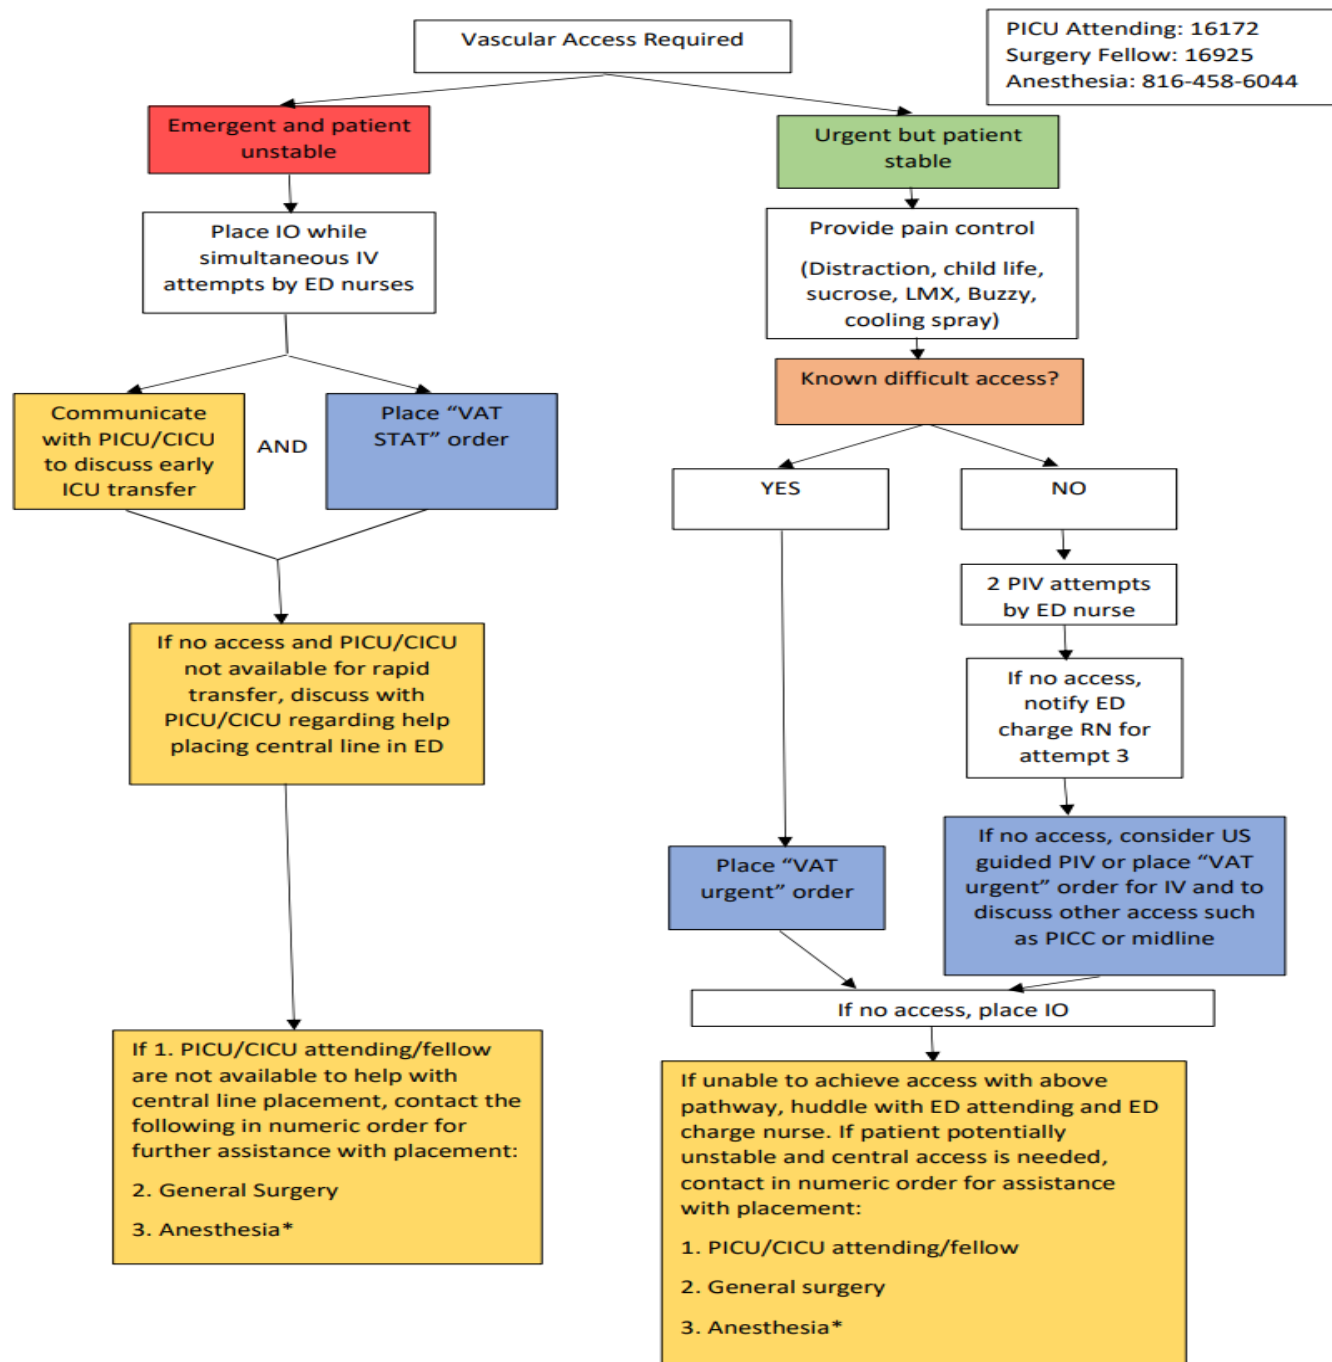 Vascular Access Required
PICU Attending: 16172
Surgery Fellow: 16925
Anesthesia: 816-458-6044
Emergent and patient
unstable
Place IO while
simultaneous IV
attempts by ED nurses
Communicate
with PICU/CICU
to discuss early
ICU transfer
AND
Place “VAT
STAT” order
If no access and PICU/CICU
not available for rapid
transfer, discuss with
PICU/CICU regarding help
placing central line in ED
If 1. PICU/CICU attending/fellow
are not available to help with
central line placement, contact the
following in numeric order for
further assistance with placement:
2. General Surgery
3. Anesthesia*
Urgent but patient
stable
Provide pain control
(Distraction, child life,
sucrose, LMX, Buzzy,
cooling spray)
Known difficult access?
YES
NO
2 PIV attempts
by ED nurse
If no access,
notify ED
charge RN for
attempt 3
Place “VAT
urgent” order
If no access, consider US
guided PIV or place “VAT
urgent” order for IV and to
discuss other access such
as PICC or midline
If no access, place IO
If unable to achieve access with above
pathway, huddle with ED attending and ED
charge nurse. If patient potentially
unstable and central access is needed,
contact in numeric order for assistance
with placement:
1. PICU/CICU attending/fellow
2. General surgery
3. Anesthesia*